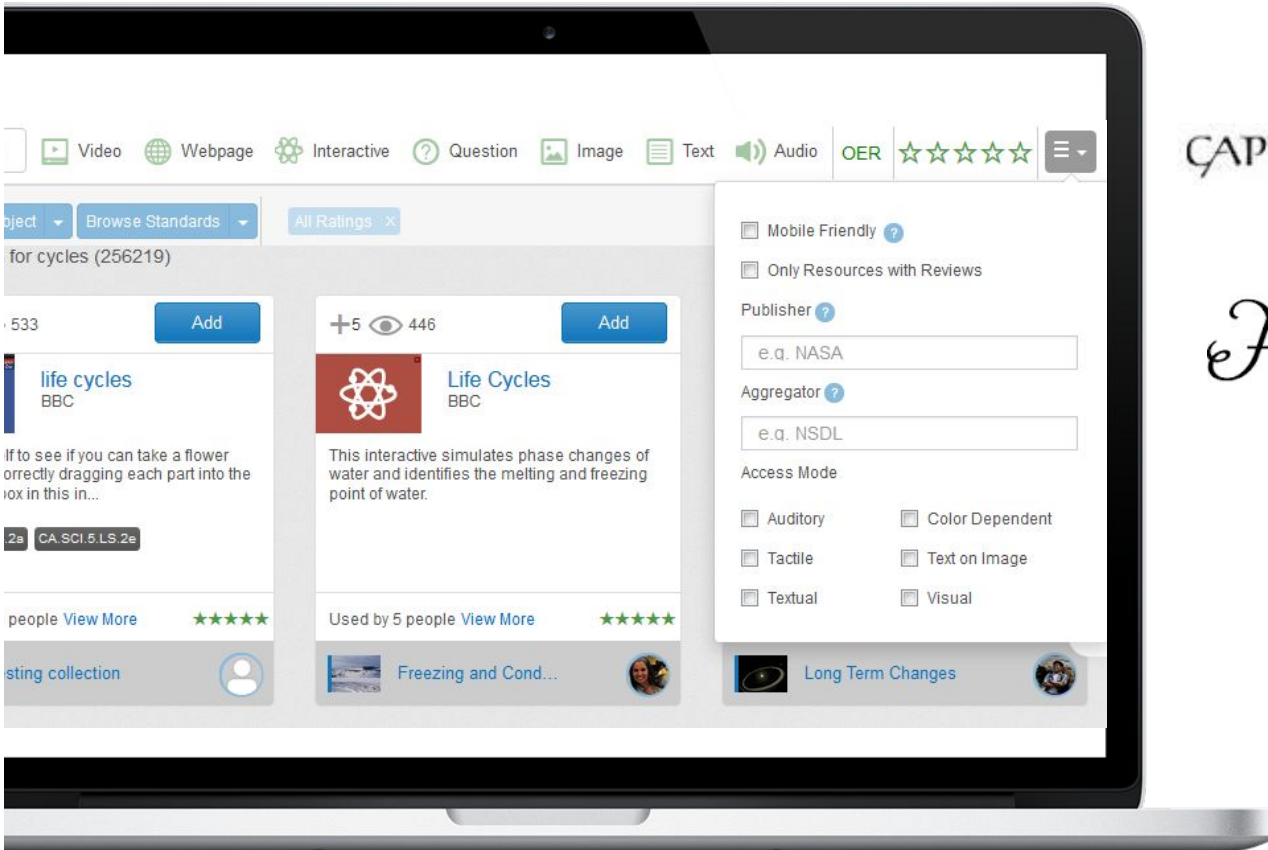 Video Webpage Interactive Question Image Text Audio OER
Browse Standards All Ratings ×
for cycles (256219)
533 Add
+5 446 Add
life cycles
BBC
Life Cycles
BBC
to see if you can take a flower
dragging each part into the
in this in...
This interactive simulates phase changes of
water and identifies the melting and freezing
point of water.
.2a CA.SCI.5.LS.2e
people View More
Used by 5 people View More
collection
Freezing and Cond...
Long Term Changes
Mobile Friendly ?
Only Resources with Reviews
Publisher ?
e.g. NASA
Aggregator ?
e.g. NSDL
Access Mode
Auditory Color Dependent
Tactile Text on Image
Textual Visual